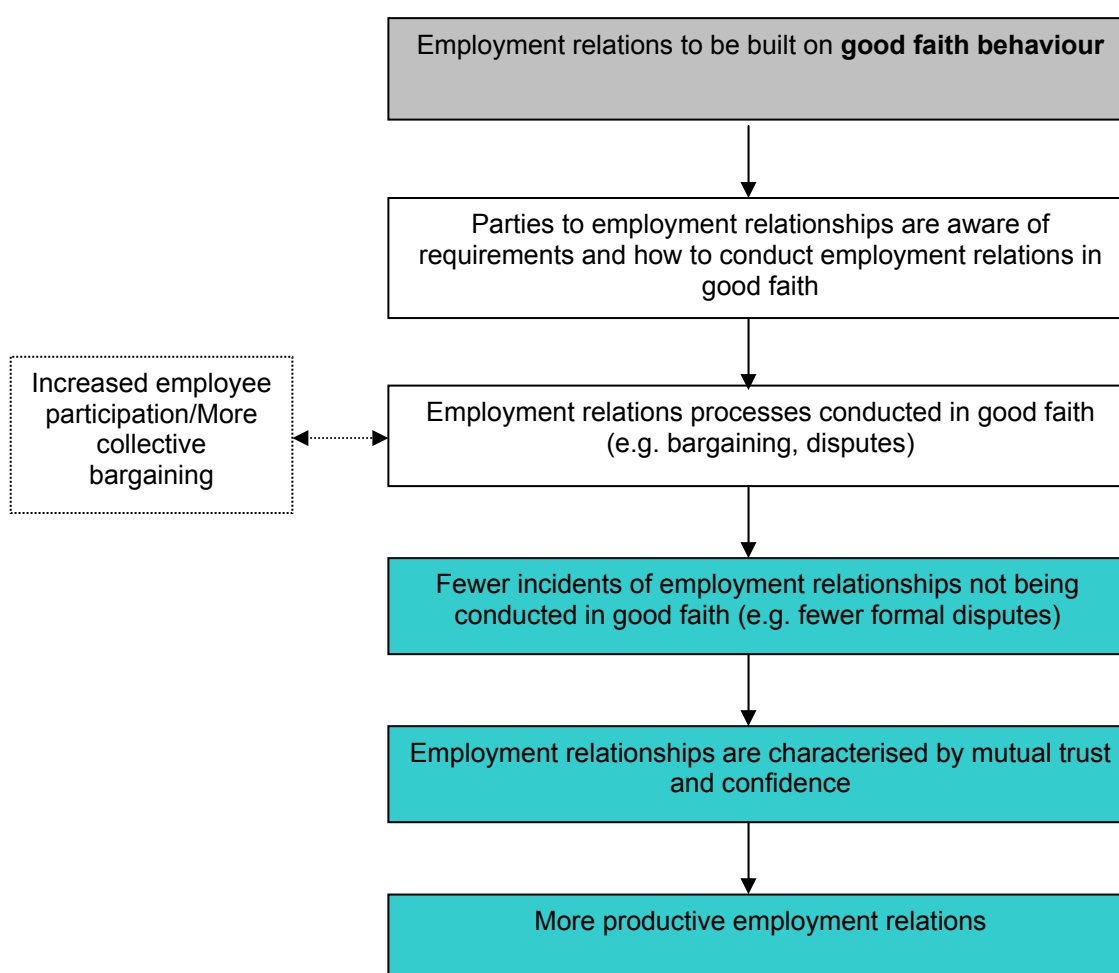 Employment relations to be built on good faith behaviour
Parties to employment relationships are aware of
requirements and how to conduct employment relations in
good faith
Increased employee
participation/More
collective
bargaining
Employment relations processes conducted in good faith
(e.g. bargaining, disputes)
Fewer incidents of employment relationships not being
conducted in good faith (e.g. fewer formal disputes)
Employment relationships are characterised by mutual trust
and confidence
More productive employment relations